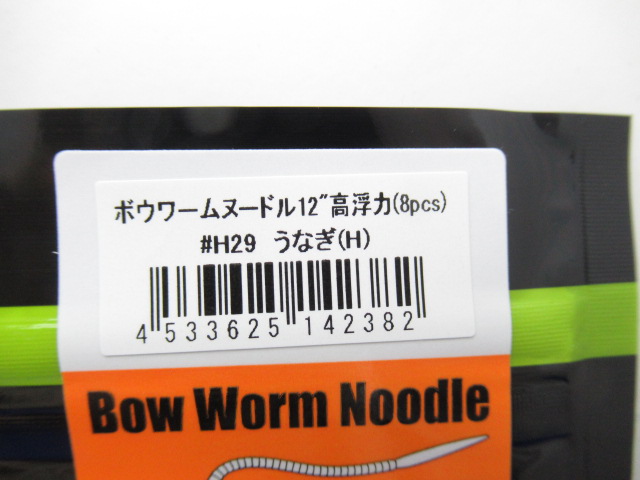 ボウワームヌードル12"高浮力(8pcs)
#H29 うなぎ(H)
4 533625 142382
Bow Worm Noodle